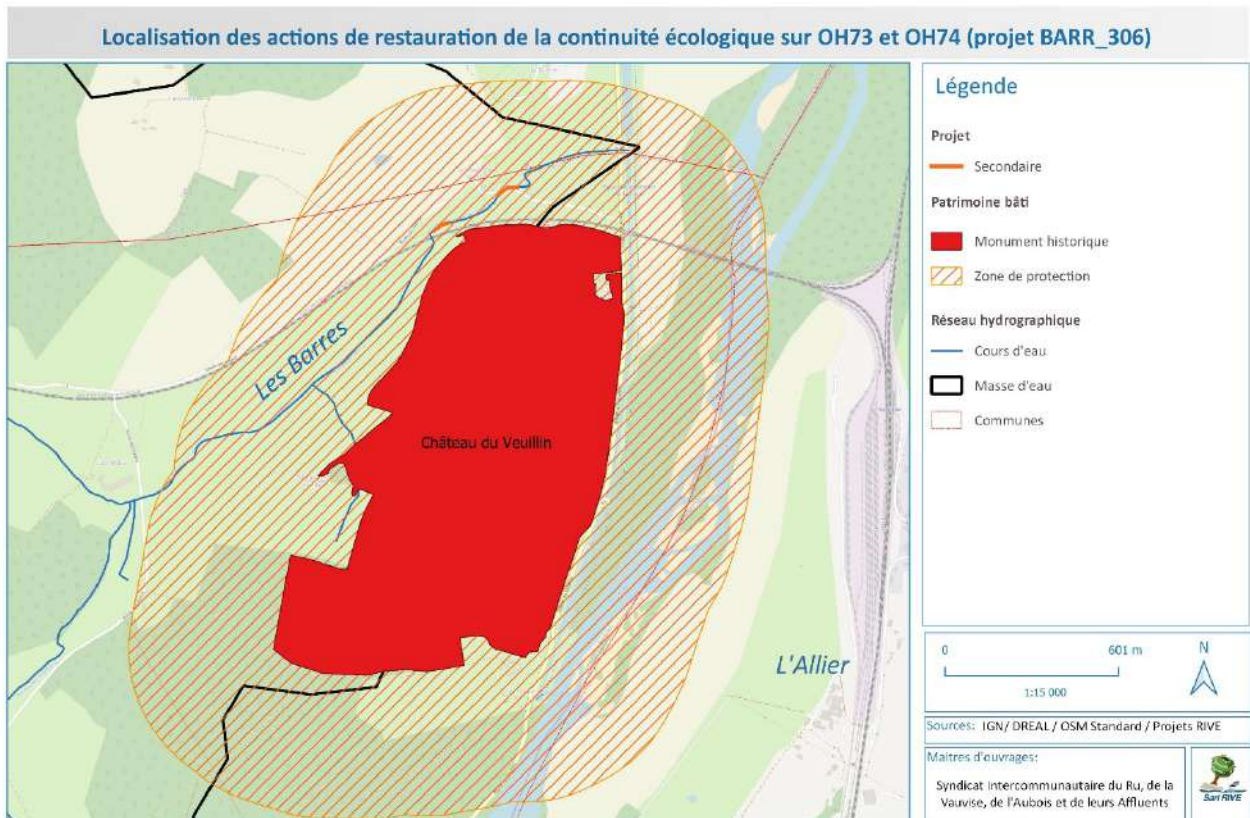 Localisation des actions de restauration de la continuité écologique sur OH73 et OH74 (projet BARR_306)
Les Barres
Château du Veuillin
L'Allier
Légende
Projet
Secondaire
Patrimoine bâti
Monument historique
Zone de protection
Réseau hydrographique
Cours d'eau
Masse d'eau
Communes
0 601 m
N
1:15 000
Sources: IGN/ DREAL / OSM Standard / Projets RIVE
Maitres d'ouvrages:
Syndicat Intercommunautaire du Ru, de la
Vauvise, de l'Aubois et de leurs Affluents
Sarl RIVE